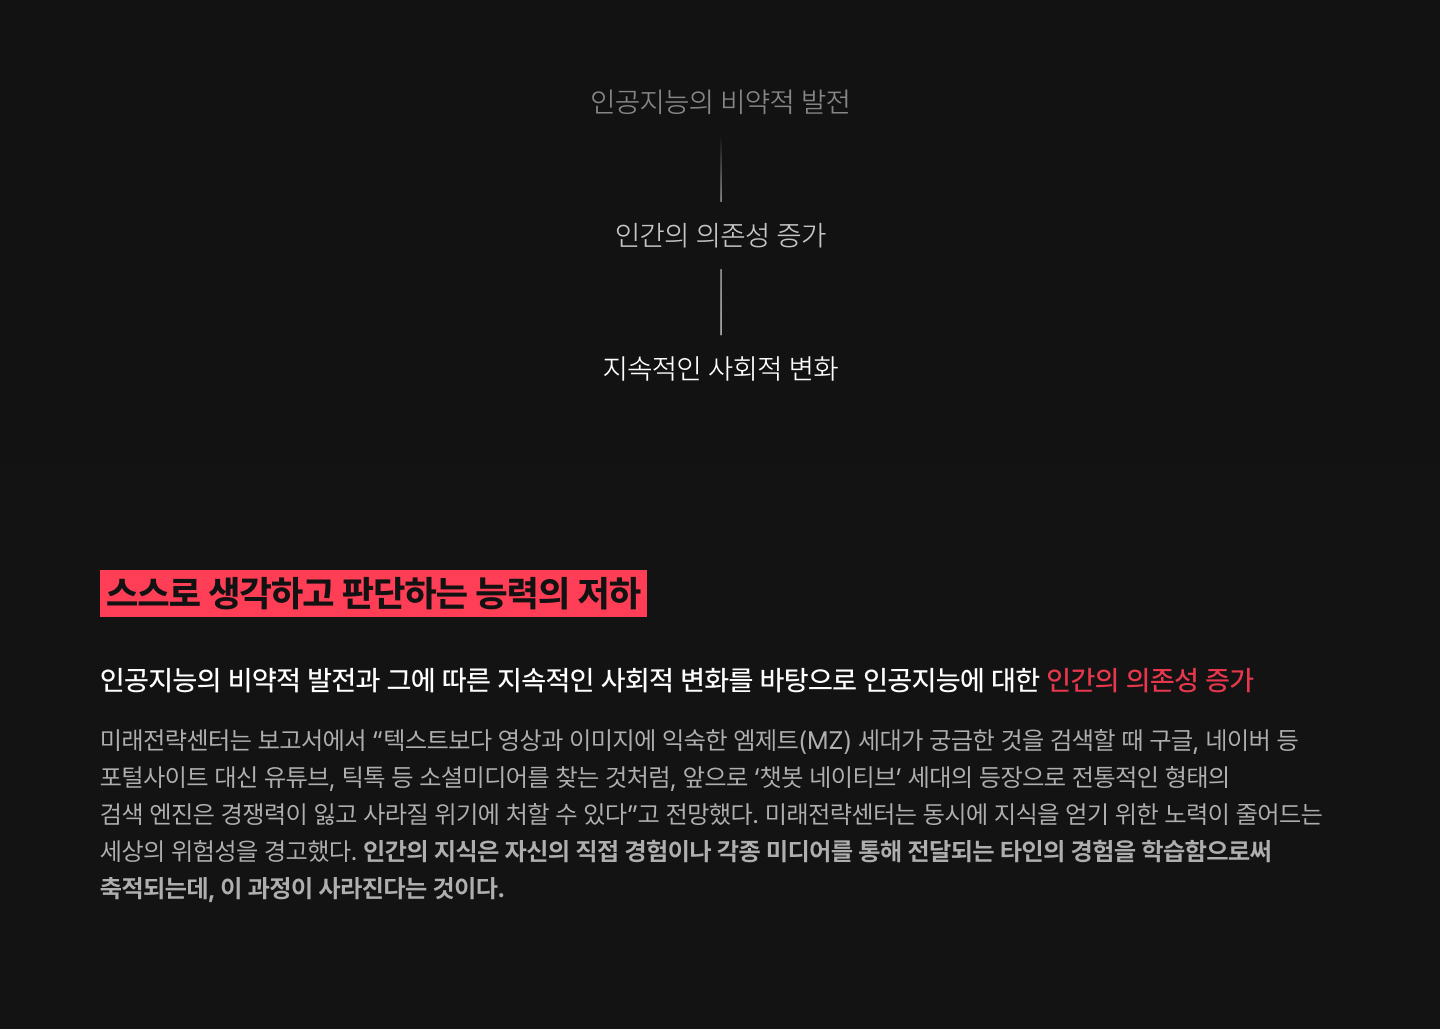 인공지능의 비약적 발전
인간의 의존성 증가
지속적인 사회적 변화
스스로 생각하고 판단하는 능력의 저하
인공지능의 비약적 발전과 그에 따른 지속적인 사회적 변화를 바탕으로 인공지능에 대한 인간의 의존성 증가
미래전략센터는 보고서에서 “텍스트보다 영상과 이미지에 익숙한 엠제트(MZ) 세대가 궁금한 것을 검색할 때 구글, 네이버 등
포털사이트 대신 유튜브, 틱톡 등 소셜미디어를 찾는 것처럼, 앞으로 ‘챗봇 네이티브’ 세대의 등장으로 전통적인 형태의
검색 엔진은 경쟁력이 잃고 사라질 위기에 처할 수 있다”고 전망했다. 미래전략센터는 동시에 지식을 얻기 위한 노력이 줄어드는
세상의 위험성을 경고했다. 인간의 지식은 자신의 직접 경험이나 각종 미디어를 통해 전달되는 타인의 경험을 학습함으로써
축적되는데, 이 과정이 사라진다는 것이다.